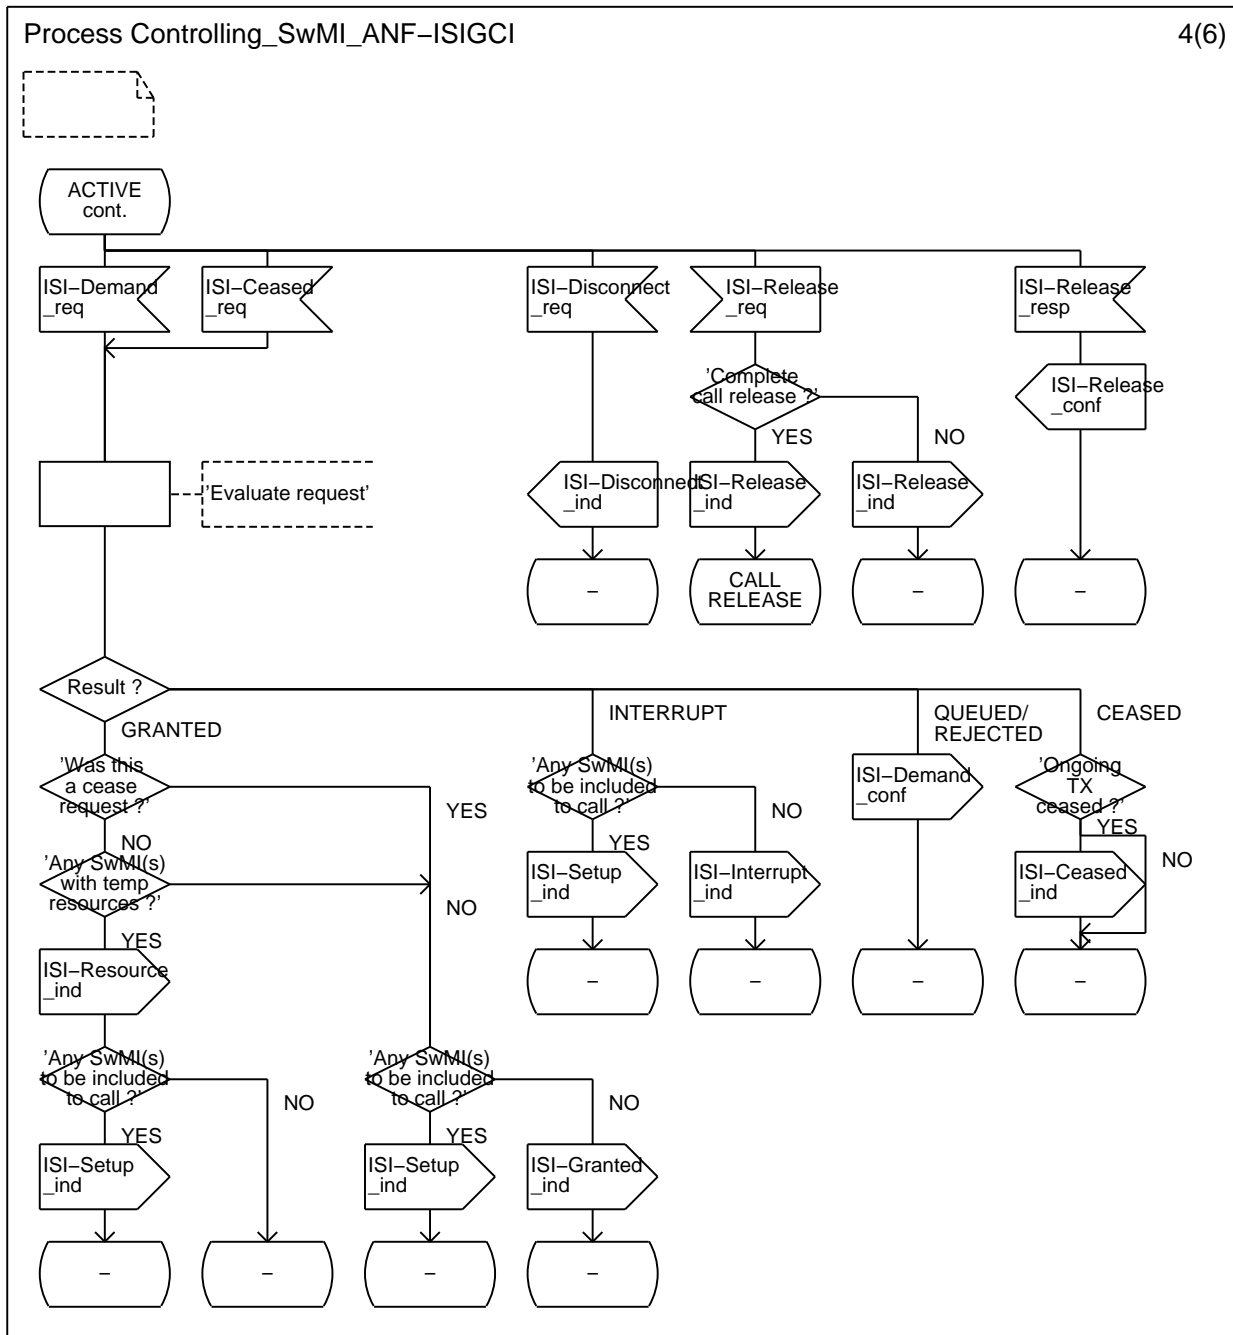 Process Controlling_SwMI_ANF−ISIGCI
4(6)
ACTIVE
cont.
ISI−Demand
_req
ISI−Ceased
_req
ISI−Disconnect
_req
ISI−Release
_req
ISI−Release
_resp
'Complete
call release ?'
ISI−Release
_conf
YES
NO
'Evaluate request'
ISI−Disconnect
_ind
ISI−Release
_ind
ISI−Release
_ind
−
CALL
RELEASE
−
−
Result ?
GRANTED
INTERRUPT
QUEUED/
REJECTED
CEASED
'Was this
a cease
request ?'
YES
'Any SwMI(s)
to be included
to call ?'
NO
ISI−Demand
_conf
'Ongoing
TX
ceased ?'
NO
YES
YES
NO
'Any SwMI(s)
with temp
resources ?'
NO
ISI−Setup
_ind
ISI−Interrupt
_ind
ISI−Ceased
_ind
YES
ISI−Resource
_ind
−
−
−
−
'Any SwMI(s)
to be included
to call ?'
NO
'Any SwMI(s)
to be included
to call ?'
NO
YES
YES
ISI−Setup
_ind
ISI−Setup
_ind
ISI−Granted
_ind
−
−
−
−